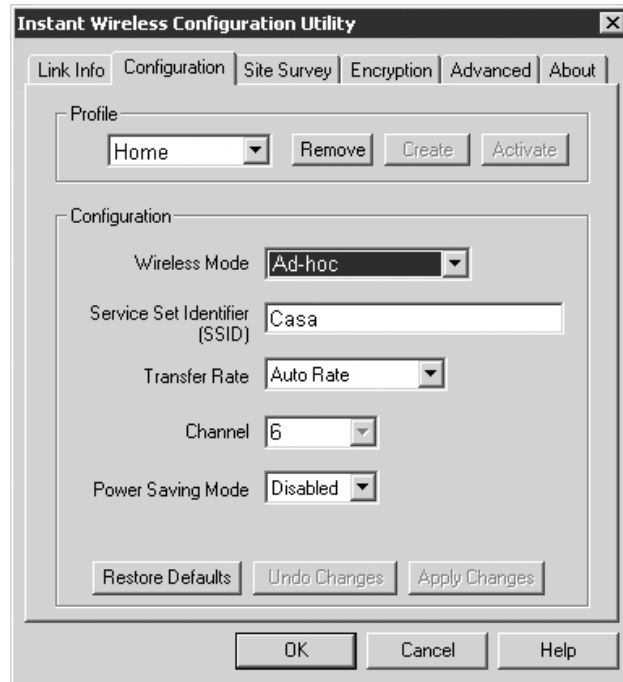 Instant Wireless Configuration Utility
Link Info Configuration Site Survey Encryption Advanced About
Profile
Home Remove Create Activate
Configuration
Wireless Mode Ad-hoc
Service Set Identifier
(SSID) Casa
Transfer Rate Auto Rate
Channel 6
Power Saving Mode Disabled
Restore Defaults Undo Changes Apply Changes
OK Cancel Help